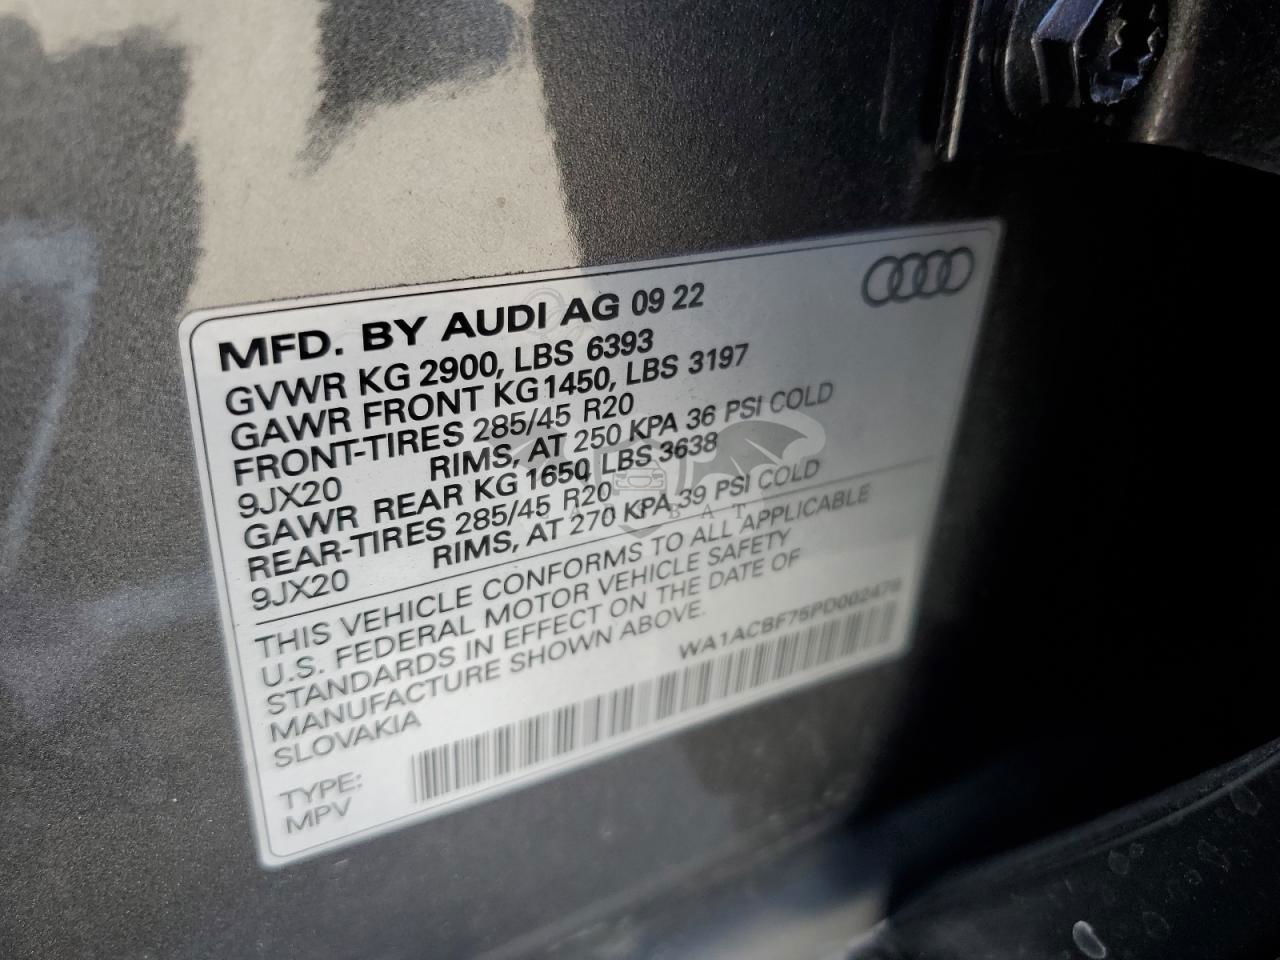 MFD. BY AUDI AG 09 22
GVWR KG 2900, LBS 6393
GAWR FRONT KG1450, LBS 3197
FRONT-TIRES 285/45 R20
9JX20 RIMS, AT 250 KPA 36 PSI COLD
GAWR REAR KG 1650, LBS 3638
REAR-TIRES 285/45 R20
9JX20 RIMS, AT 270 KPA 39 PSI COLD
THIS VEHICLE CONFORMS TO ALL APPLICABLE
U.S. FEDERAL MOTOR VEHICLE SAFETY
STANDARDS IN EFFECT ON THE DATE OF
MANUFACTURE SHOWN ABOVE.
SLOVAKIA
TYPE:
MPV